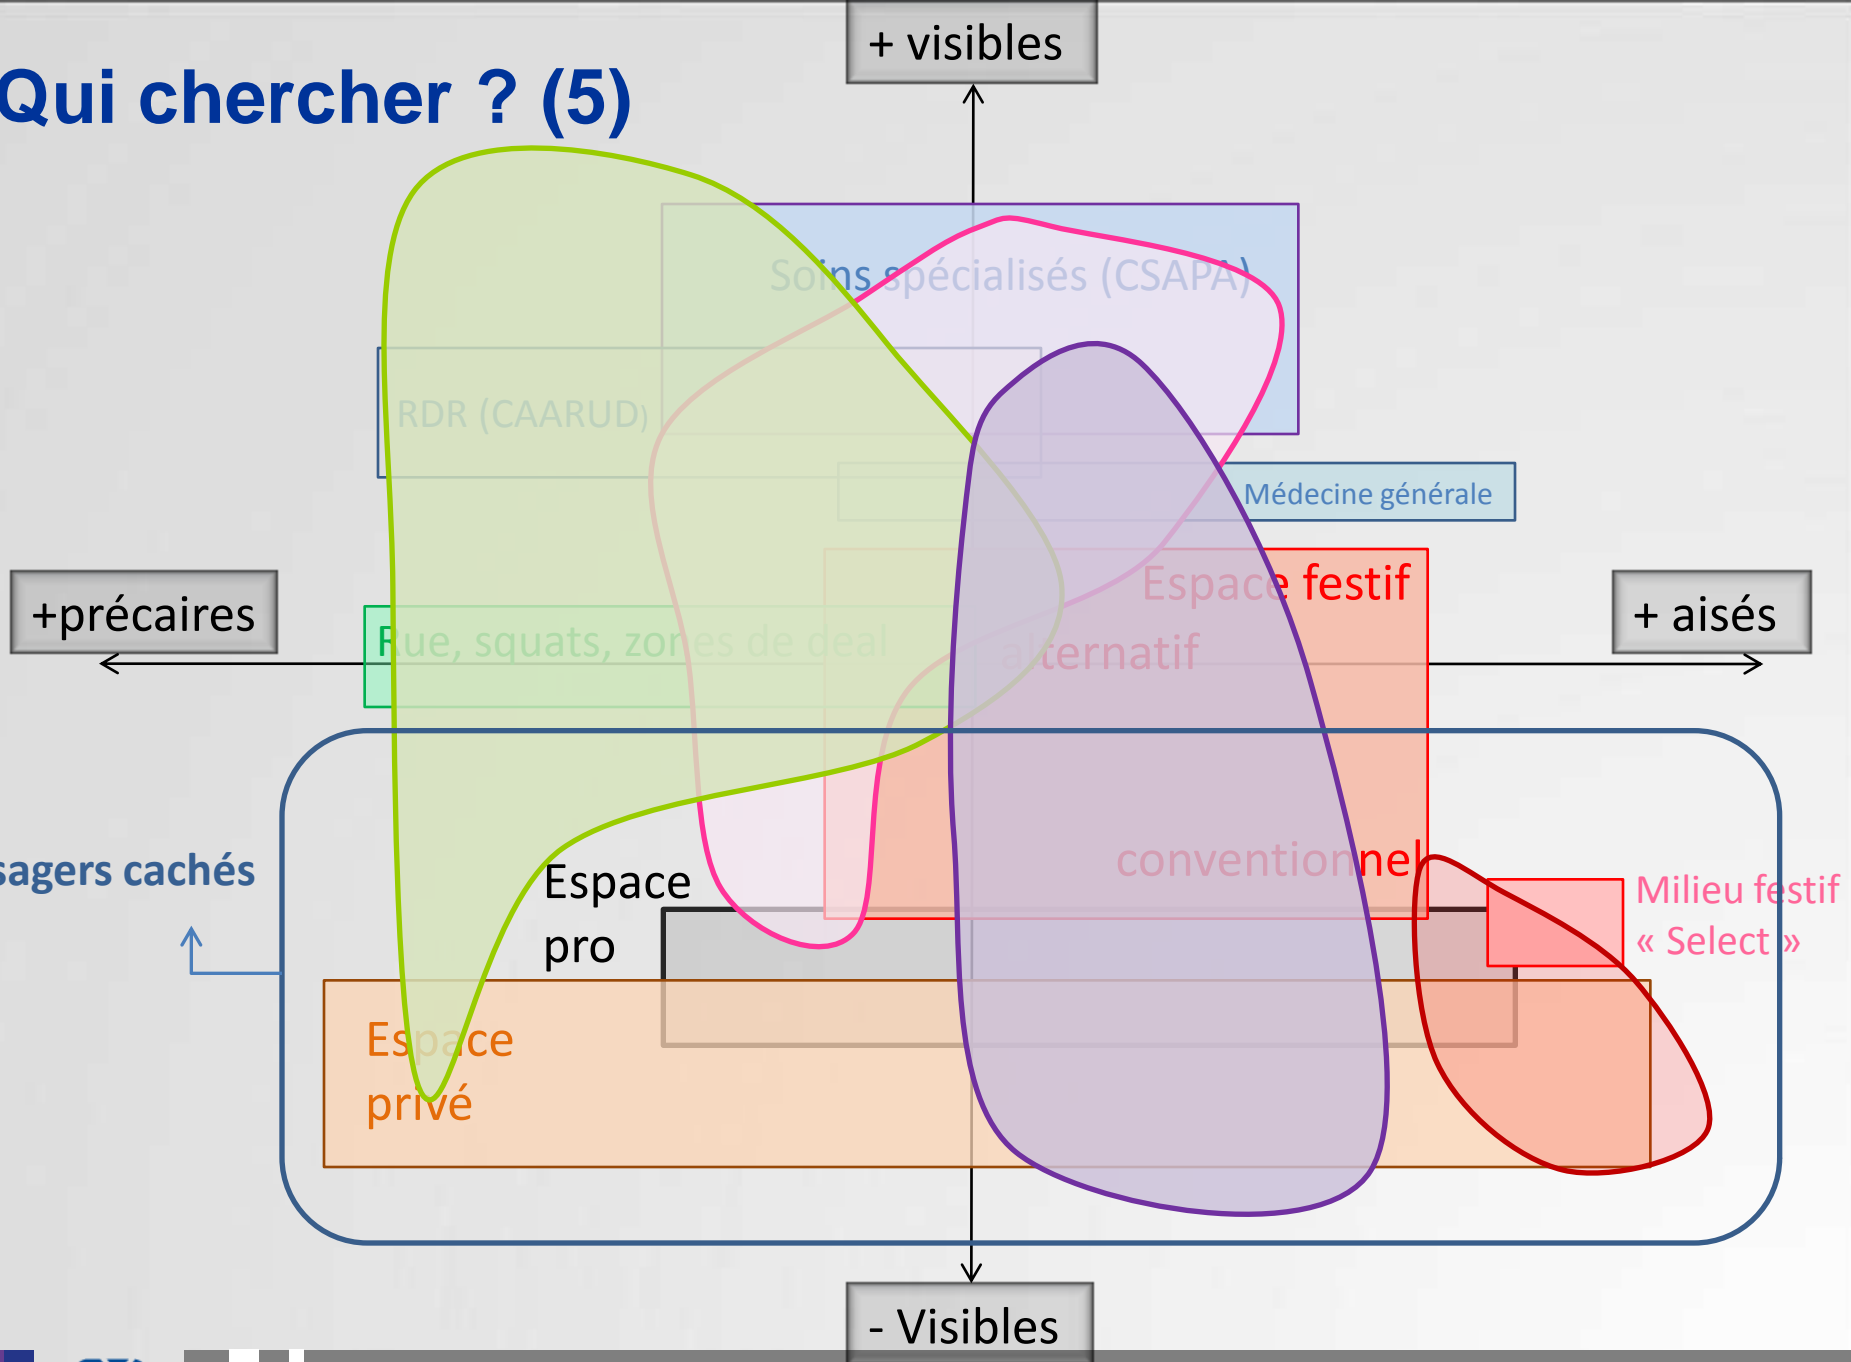 + visibles
Qui chercher ? (5)
Soins spécialisés (CSAPA)
RDR (CAARUD)
Médecine générale
Espace festif
+précaires
+ aisés
Rue, squats, zones de deal
alternatif
conventionnel
sagers cachés
Espace
pro
Milieu festif
« Select »
Espace
privé
- Visibles